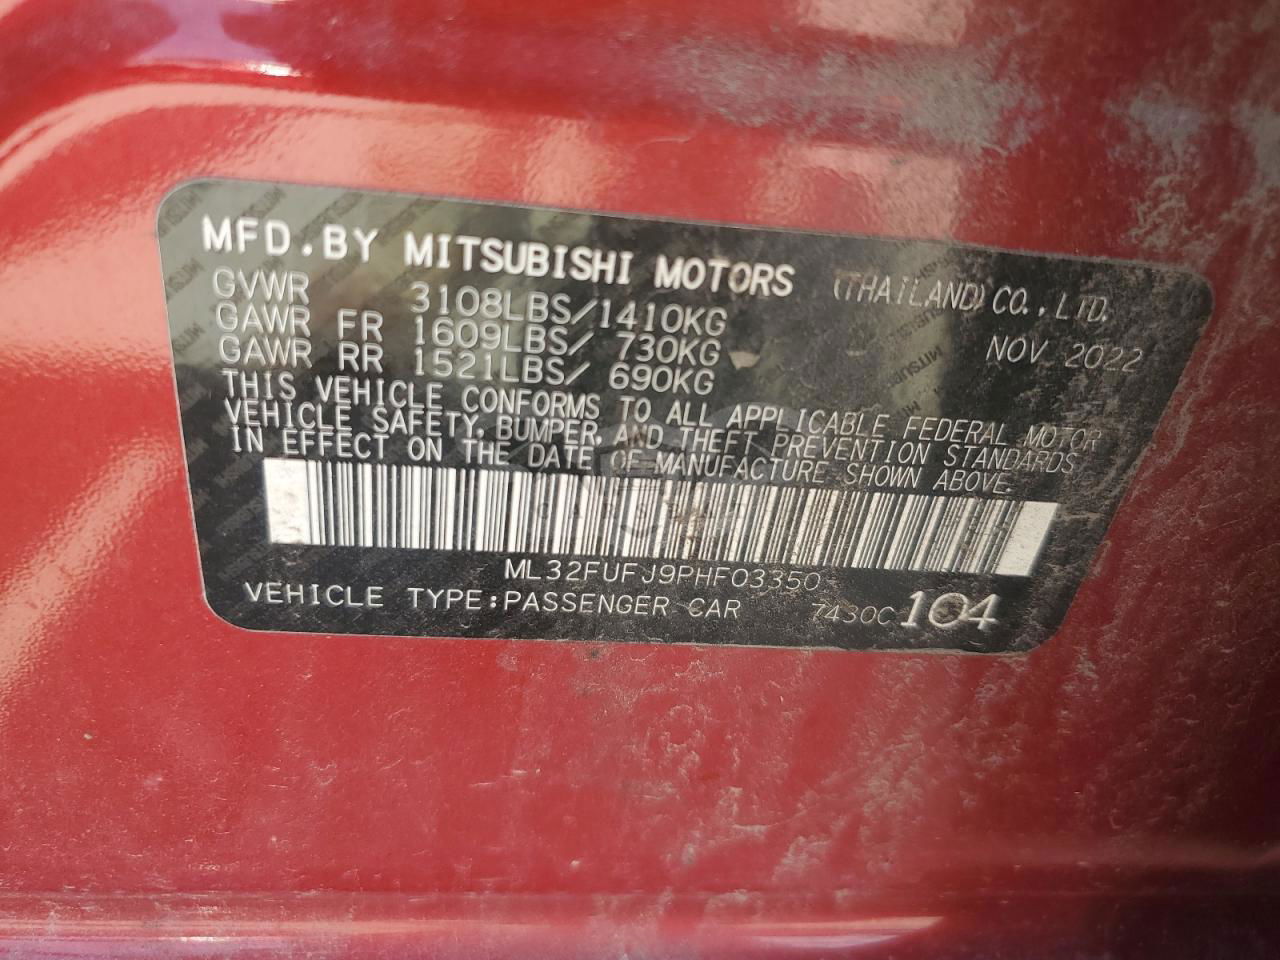 MFD.BY MITSUBISHI MOTORS (THAILAND)CO.,LTD.
GVWR 3108LBS/1410KG NOV 2022
GAWR FR 1609LBS/ 730KG
GAWR RR 1521LBS/ 690KG
THIS VEHICLE CONFORMS TO ALL APPLICABLE FEDERAL MOTOR
VEHICLE SAFETY, BUMPER, AND THEFT PREVENTION STANDARDS
IN EFFECT ON THE DATE OF MANUFACTURE SHOWN ABOVE.
ML32FUFJ9PHF03350
VEHICLE TYPE:PASSENGER CAR 7430C 104